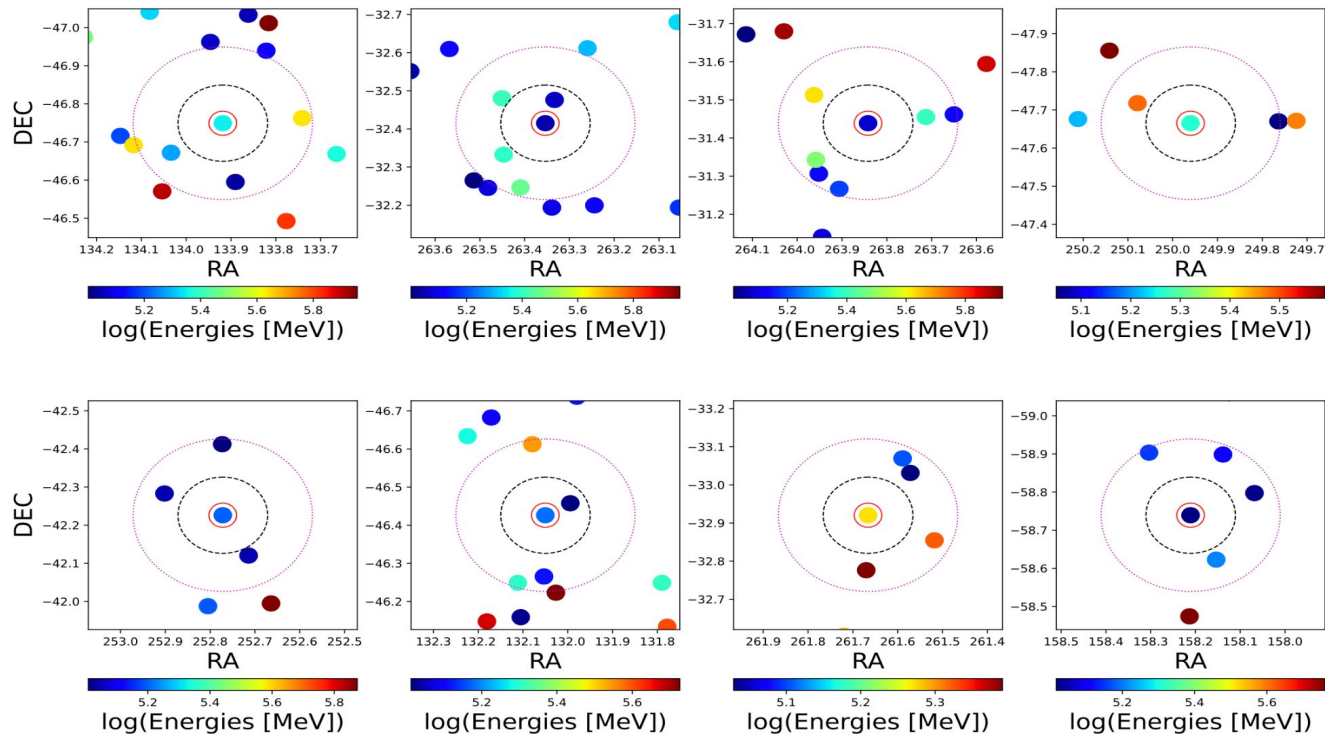 −47.0
−46.9
−46.8
−46.7
−46.6
−46.5
DEC
134.2 134.1 134.0 133.9 133.8 133.7
RA
5.2 5.4 5.6 5.8
log(Energies [MeV])
−32.6
−32.5
−32.4
−32.3
−32.2
263.6 263.5 263.4 263.3 263.2 263.1
RA
5.2 5.4 5.6 5.8
log(Energies [MeV])
−31.7
−31.6
−31.5
−31.4
−31.3
−31.2
264.1 264.0 263.9 263.8 263.7 263.6
RA
5.2 5.4 5.6 5.8
log(Energies [MeV])
−47.9
−47.8
−47.7
−47.6
−47.5
−47.4
250.2 250.1 250.0 249.9 249.8 249.7
RA
5.1 5.2 5.3 5.4 5.5
log(Energies [MeV])
−42.5
−42.4
−42.3
−42.2
−42.1
−42.0
DEC
253.0 252.9 252.8 252.7 252.6 252.5
RA
5.2 5.4 5.6 5.8
log(Energies [MeV])
−46.7
−46.6
−46.5
−46.4
−46.3
−46.2
132.3 132.2 132.1 132.0 131.9 131.8
RA
5.2 5.4 5.6
log(Energies [MeV])
−33.2
−33.1
−33.0
−32.9
−32.8
−32.7
261.9 261.8 261.7 261.6 261.5 261.4
RA
5.1 5.2 5.3
log(Energies [MeV])
−59.0
−58.9
−58.8
−58.7
−58.6
−58.5
158.5 158.4 158.3 158.2 158.1 158.0
RA
5.2 5.4 5.6
log(Energies [MeV])